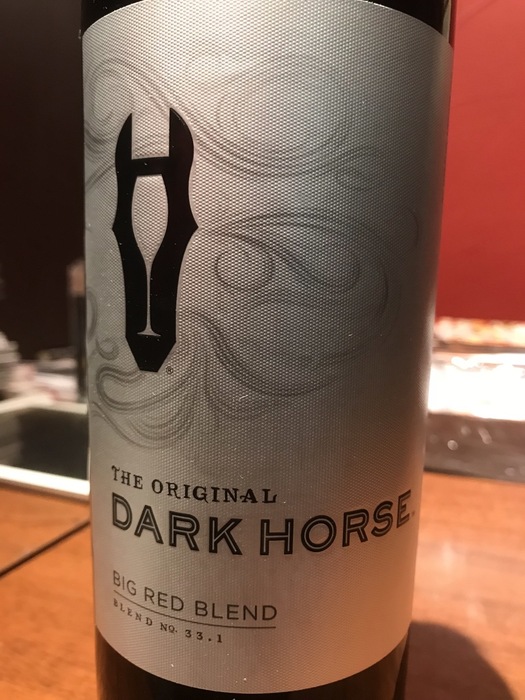 THE ORIGINAL
DARK HORSE.
BIG RED BLEND
BLEND NO. 33.1